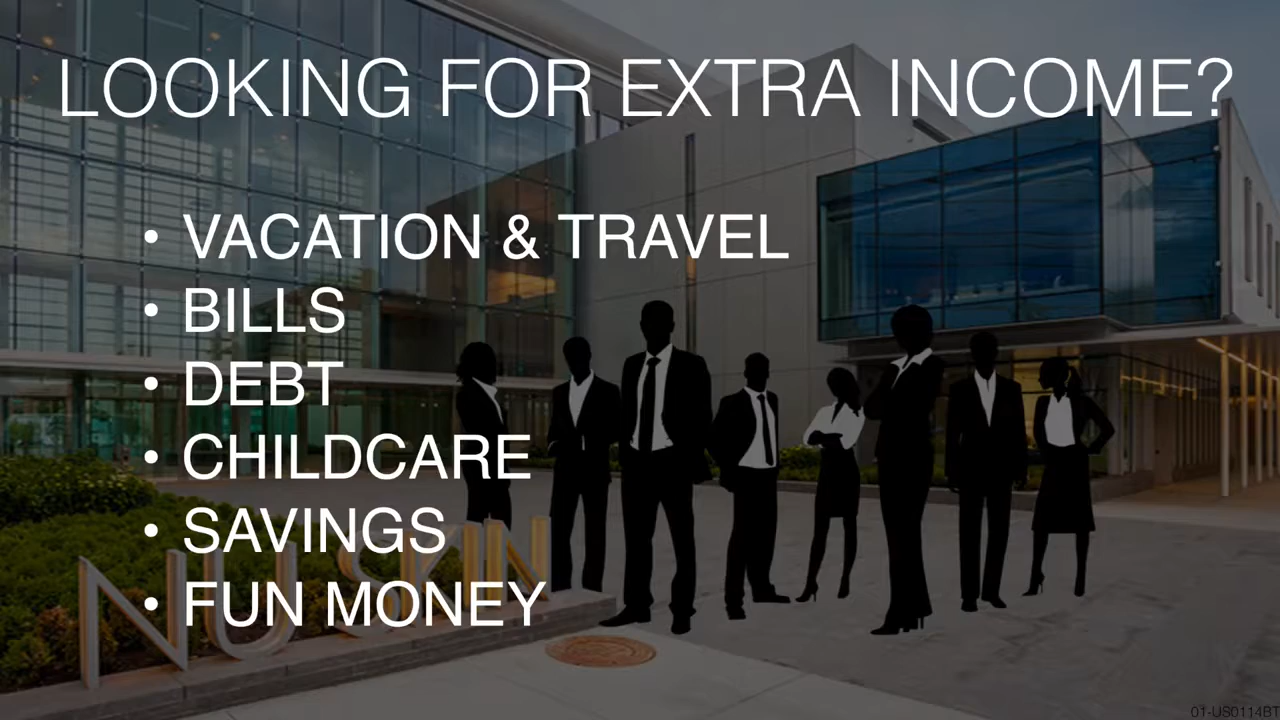 LOOKING FOR EXTRA INCOME?
• VACATION & TRAVEL
• BILLS
• DEBT
• CHILDCARE
• SAVINGS
• FUN MONEY
NU SKIN
01-US0114BT